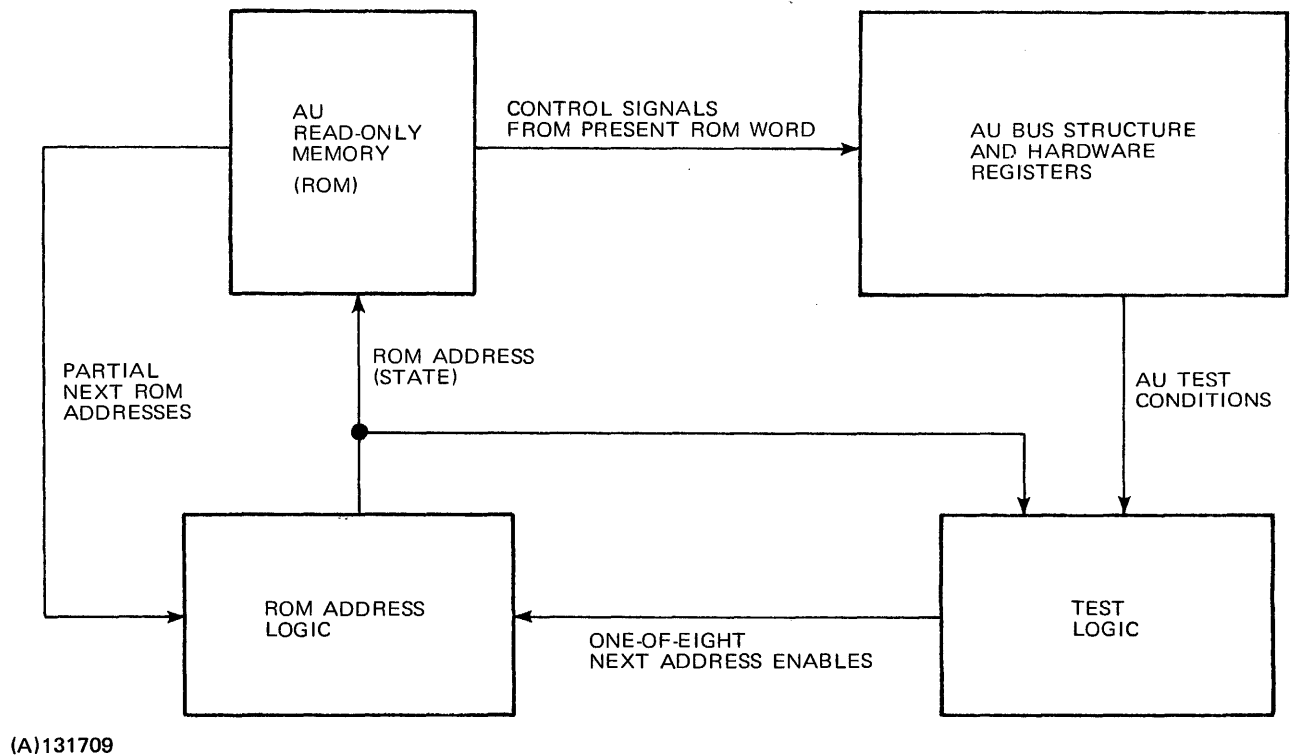 AU
READ-ONLY
MEMORY
(ROM)
CONTROL SIGNALS
FROM PRESENT ROM WORD
AU BUS STRUCTURE
AND HARDWARE
REGISTERS
PARTIAL
NEXT ROM
ADDRESSES
ROM ADDRESS
(STATE)
AU TEST
CONDITIONS
ROM ADDRESS
LOGIC
ONE-OF-EIGHT
NEXT ADDRESS ENABLES
TEST
LOGIC
(A)131709